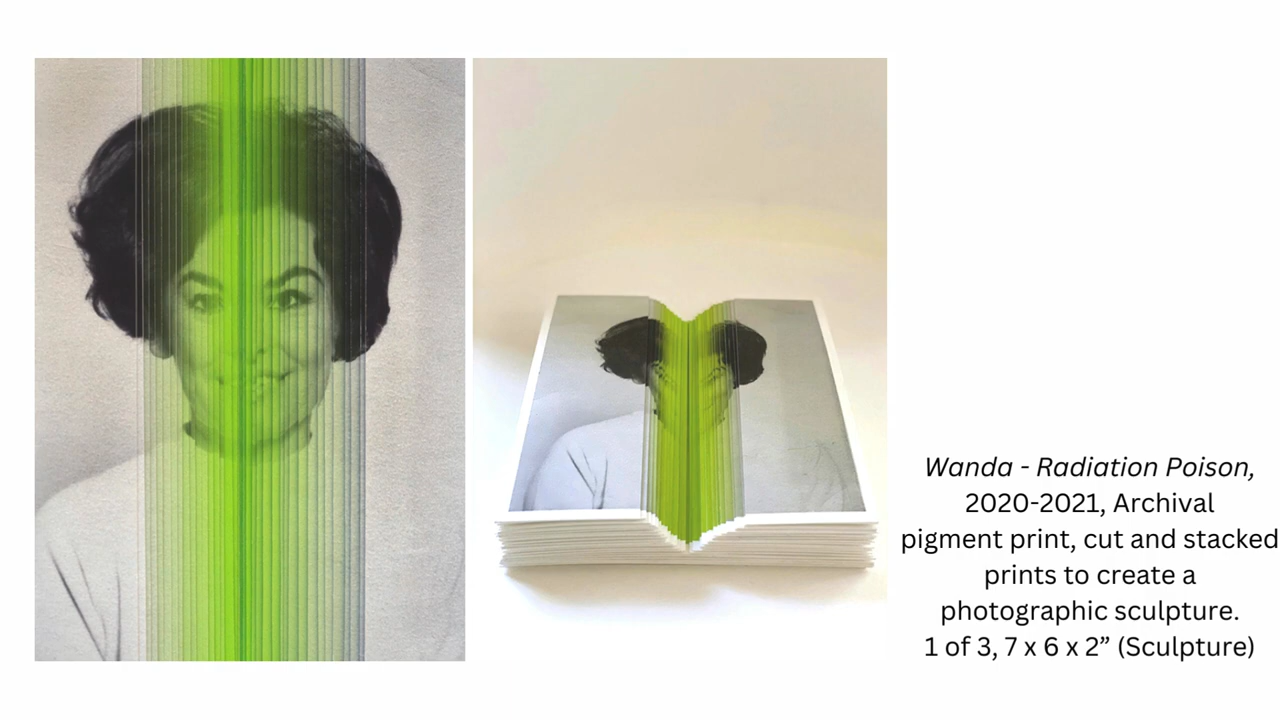 Wanda - Radiation Poison,
2020-2021, Archival
pigment print, cut and stacked
prints to create a
photographic sculpture.
1 of 3, 7 x 6 x 2” (Sculpture)